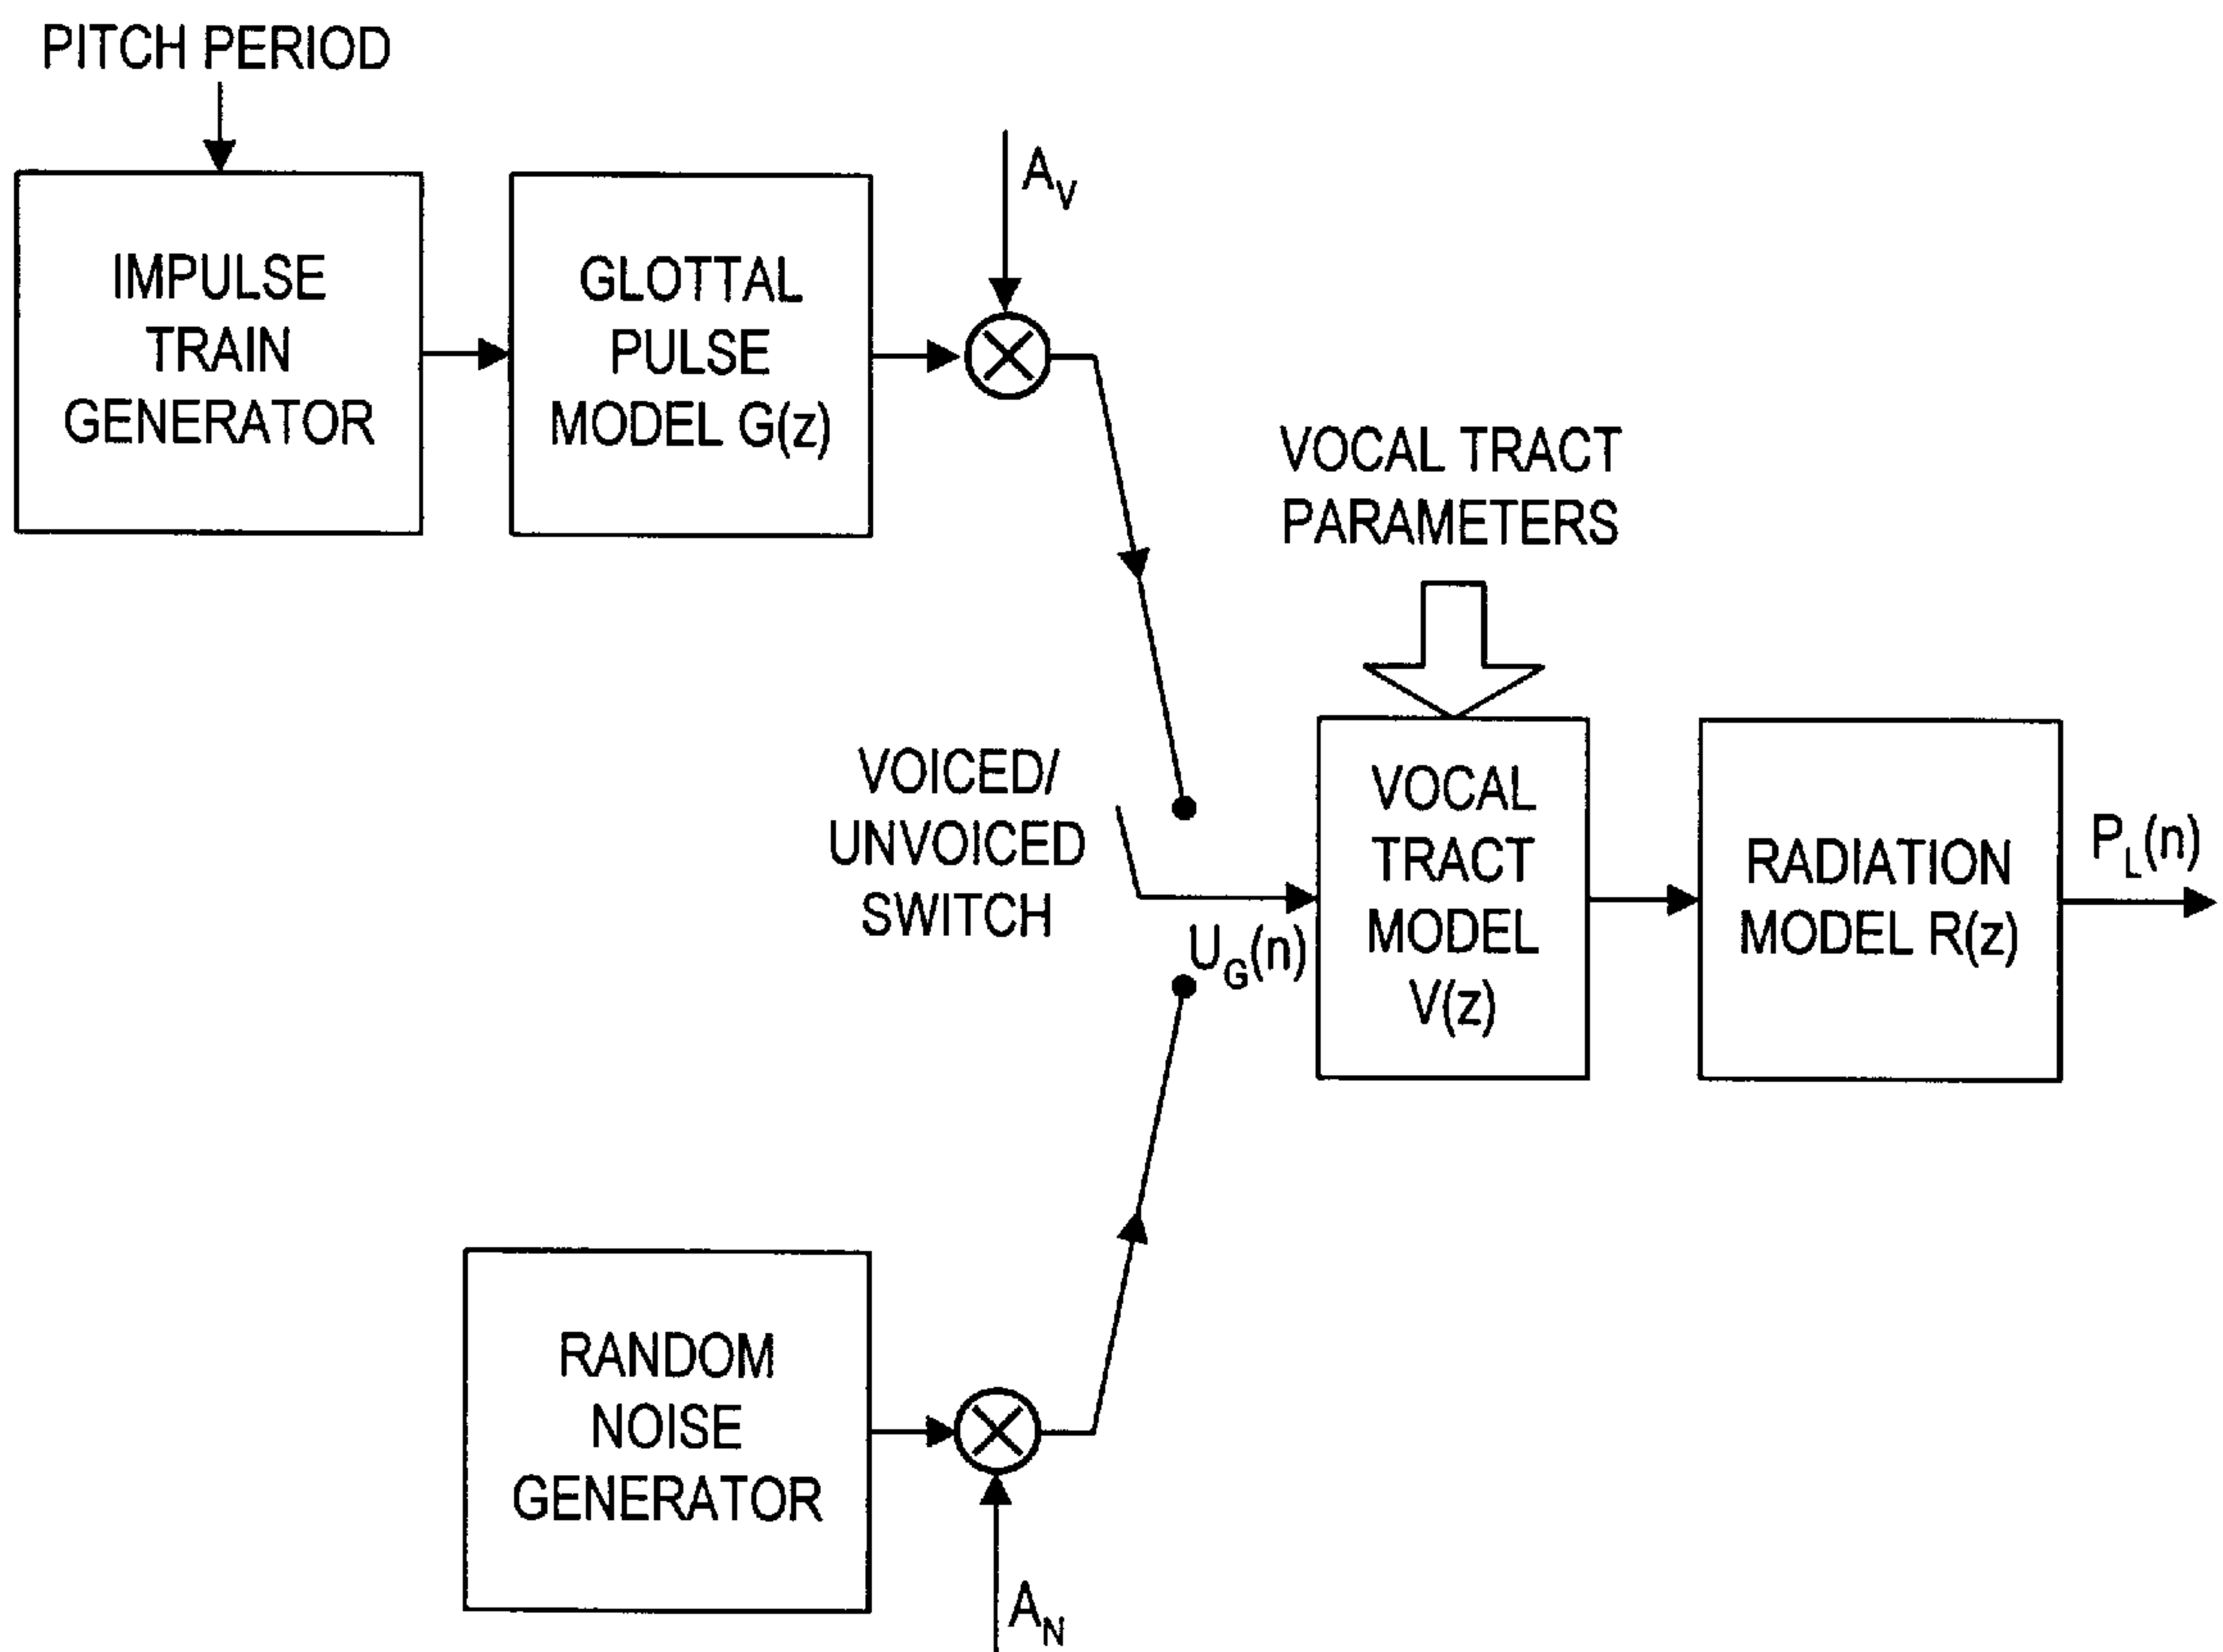 PITCH PERIOD
IMPULSE
TRAIN
GENERATOR
GLOTTAL
PULSE
MODEL G(z)
A_V
VOCAL TRACT
PARAMETERS
VOICED/
UNVOICED
SWITCH
U_G(n)
VOCAL
TRACT
MODEL
V(z)
RADIATION
MODEL R(z)
P_L(n)
RANDOM
NOISE
GENERATOR
A_N